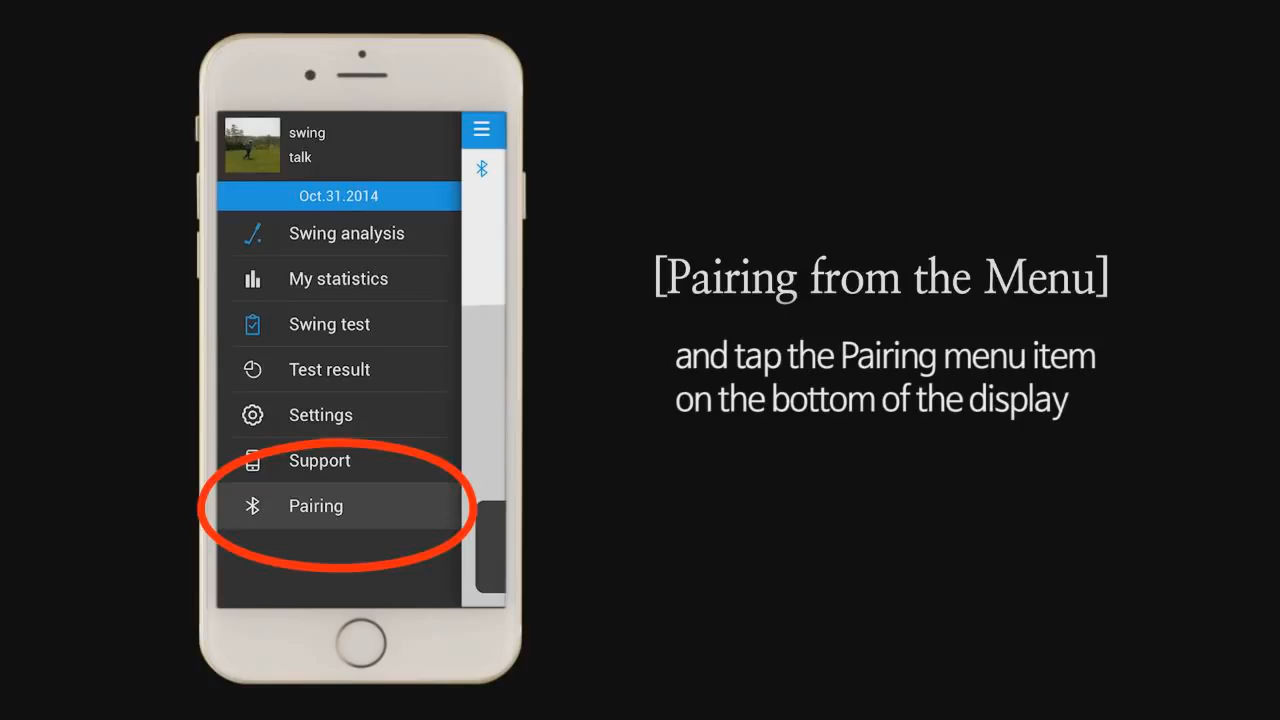 swing
talk
Oct.31.2014
Swing analysis
My statistics
Swing test
Test result
Settings
Support
Pairing
[Pairing from the Menu]
and tap the Pairing menu item
on the bottom of the display